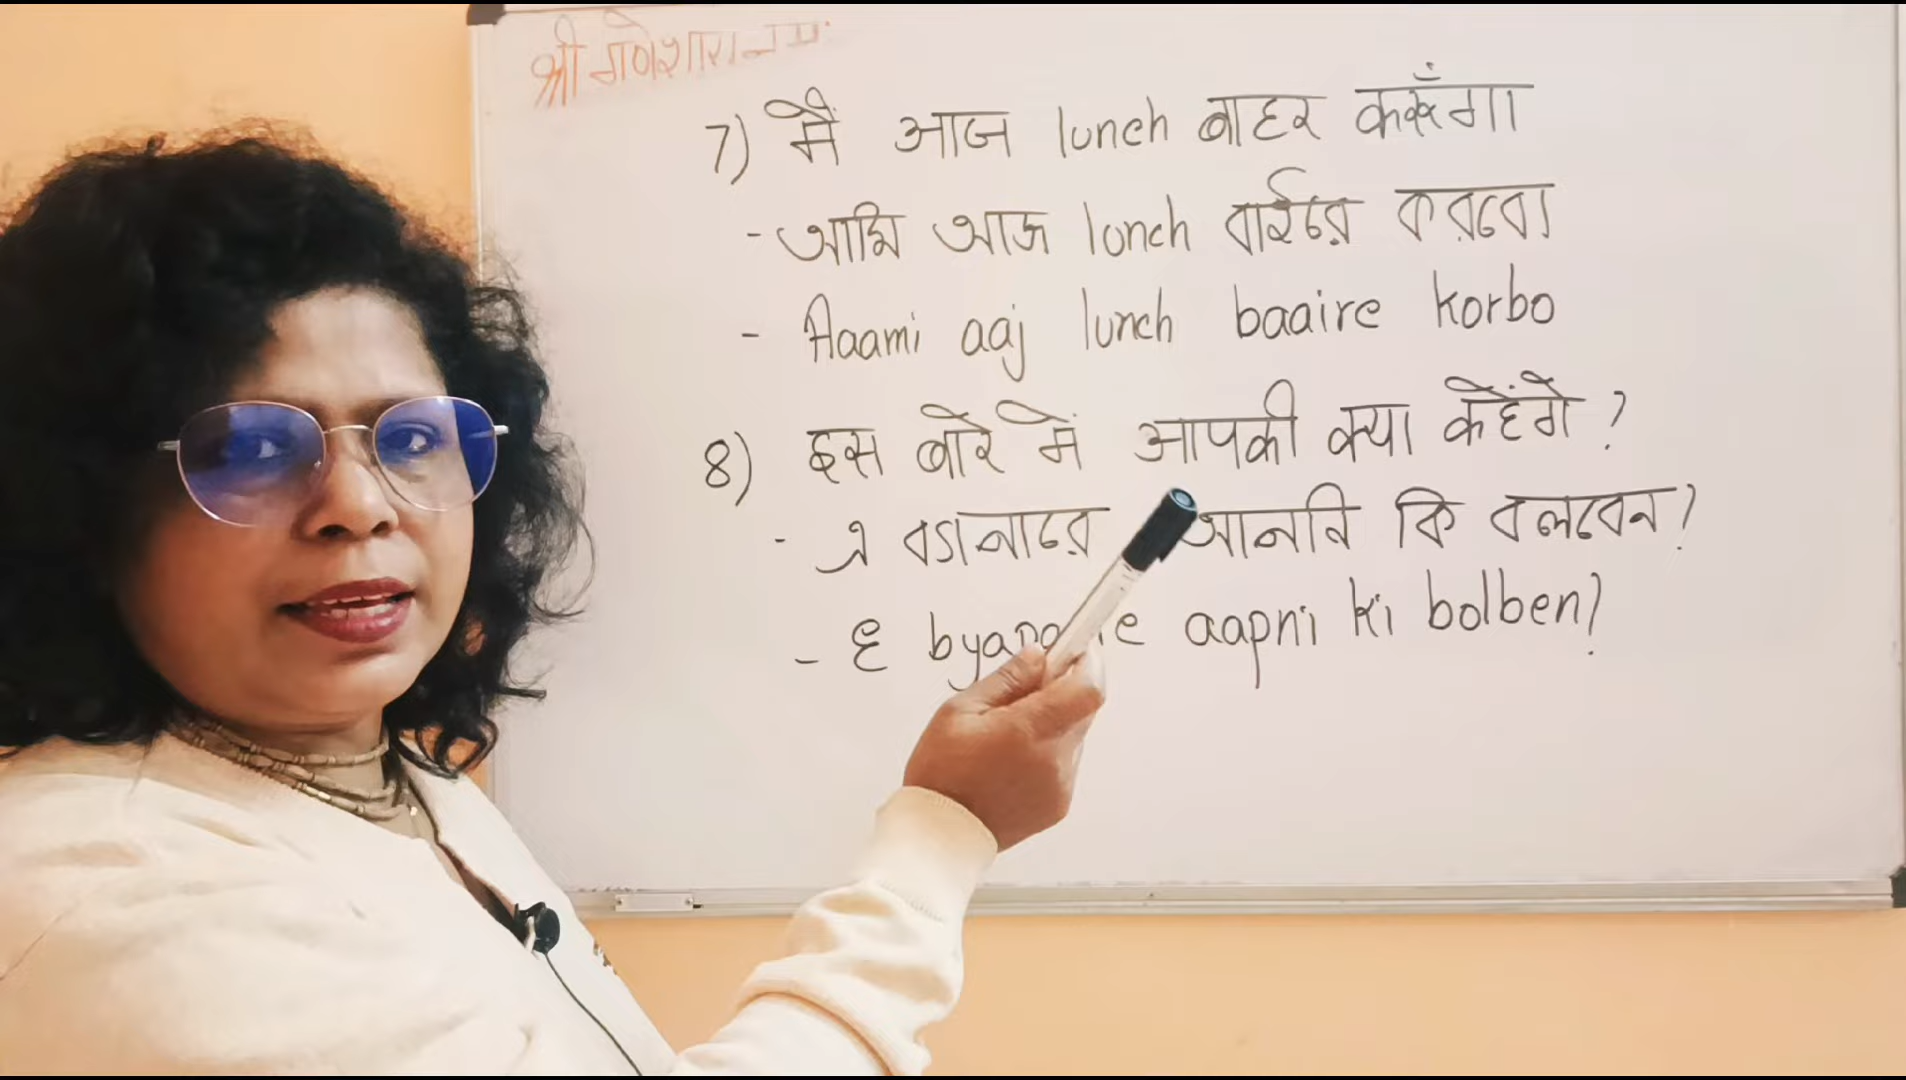 श्री गणेशाय नमः
7) मैं आज lunch बाहर करूँगा
- আমি আজ lunch বাইরে করবো
- Aaami aaj lunch baaire korbo
8) इस बारे में आपकी क्या कहेंगे ?
- এ ব্যাপারে আপনি কি বলবেন?
- E byapare aapni ki bolben?